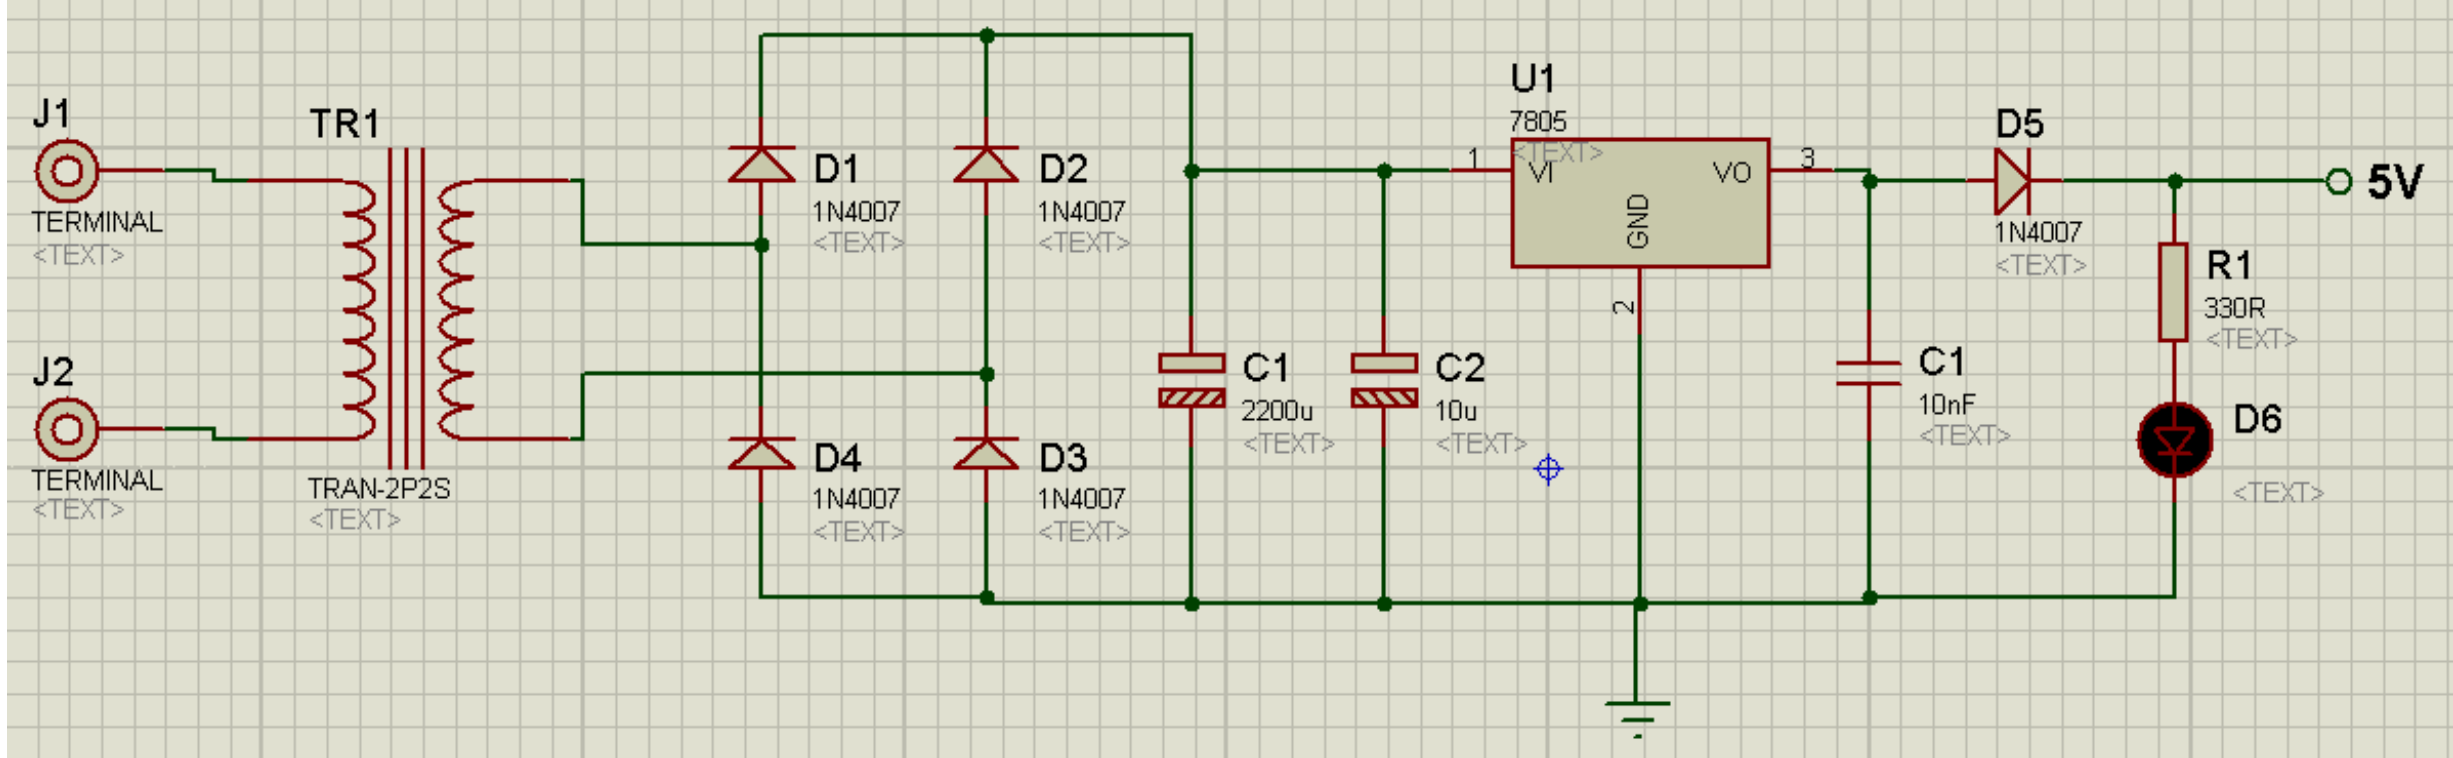 J1
TERMINAL
<TEXT>
J2
TERMINAL
<TEXT>
TR1
TRAN-2P2S
<TEXT>
D1
1N4007
<TEXT>
D2
1N4007
<TEXT>
D4
1N4007
<TEXT>
D3
1N4007
<TEXT>
C1
2200u
<TEXT>
C2
10u
<TEXT>
U1
7805
<TEXT>
1
VI
VO
3
GND
2
C1
10nF
<TEXT>
D5
1N4007
<TEXT>
5V
R1
330R
<TEXT>
D6
<TEXT>